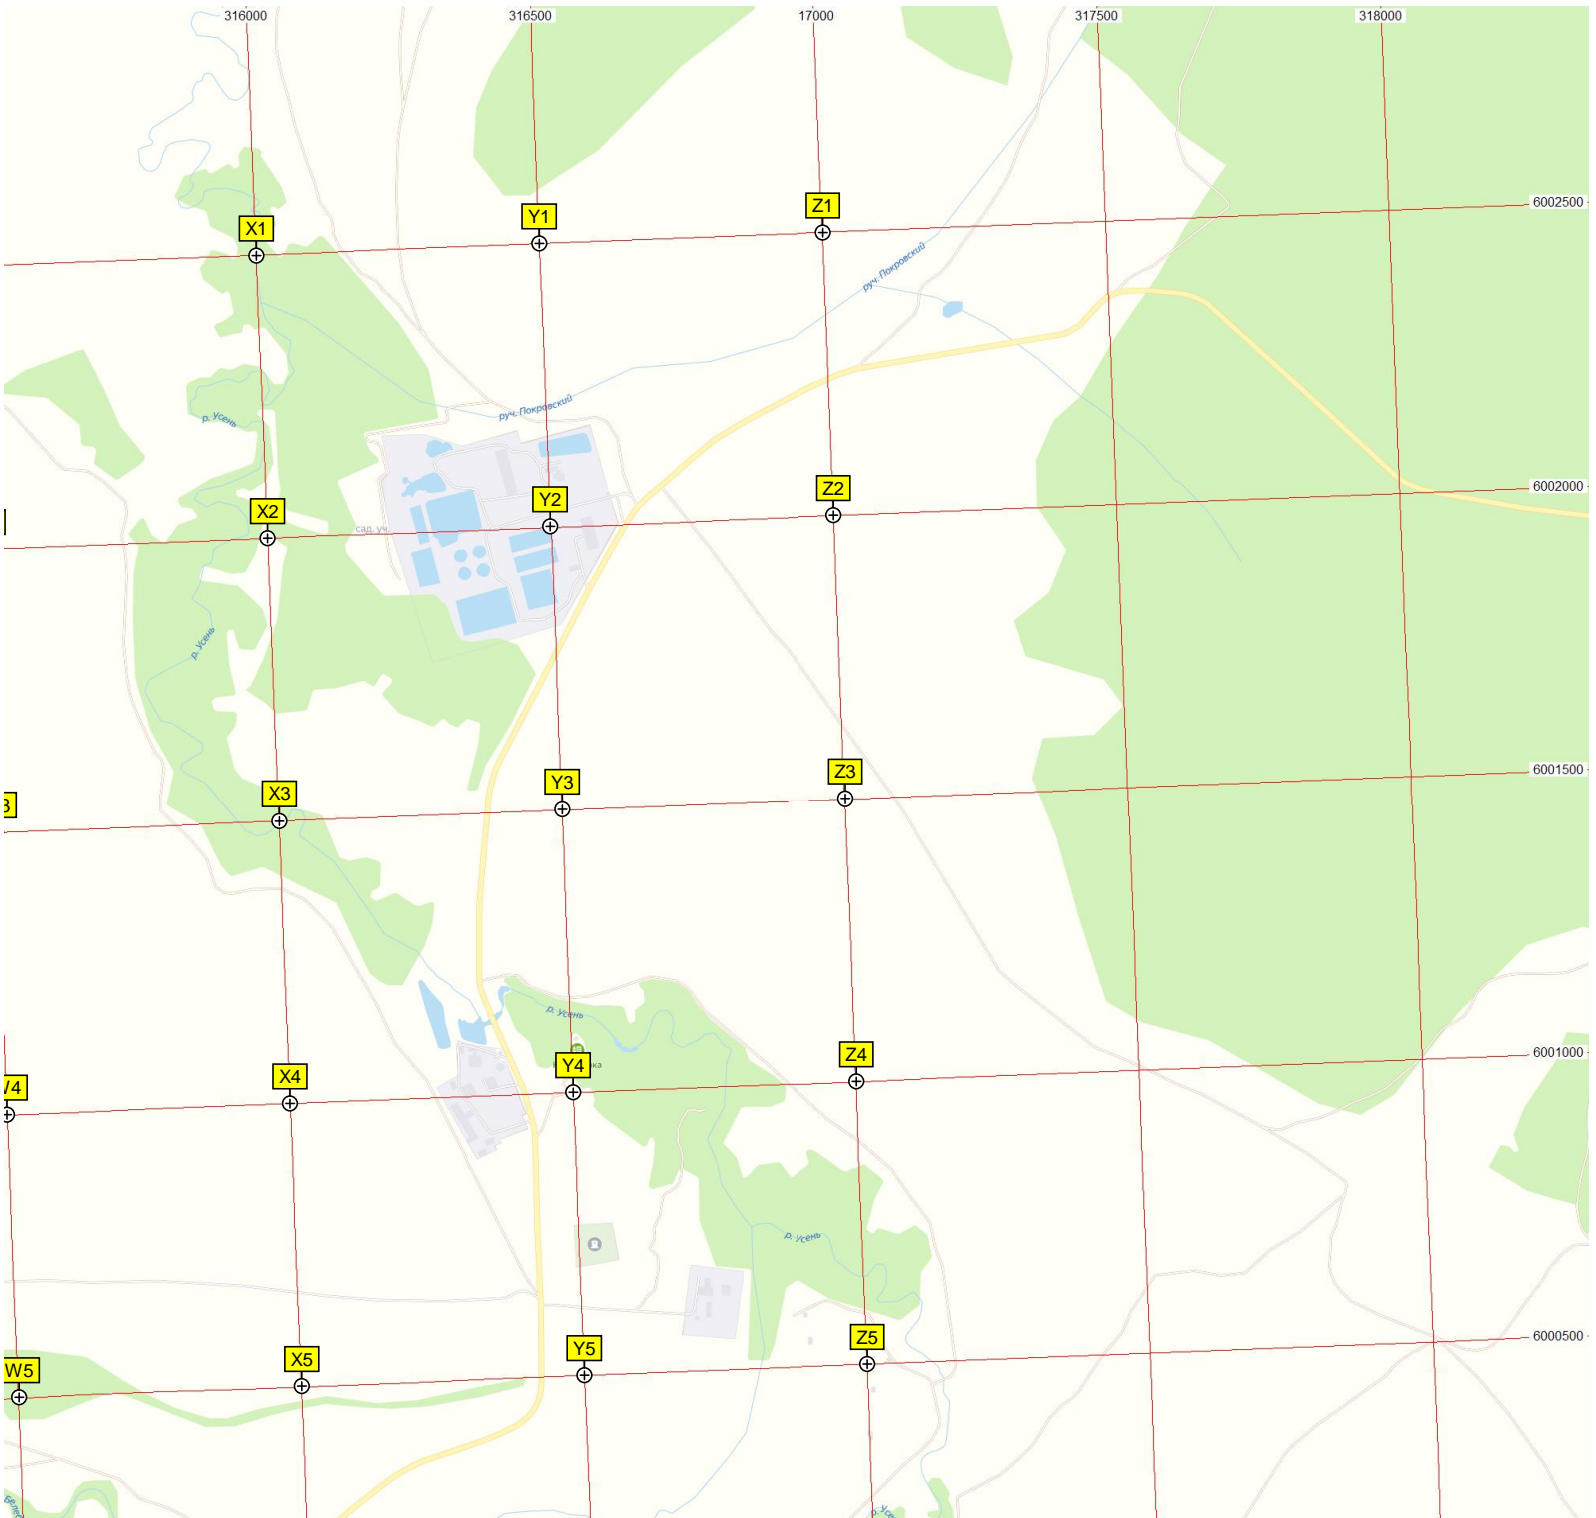 316000
316500
17000
317500
318000
6002500
Z1
Y1
X1
руч. Покровский
руч. Покровский
р. Усень
6002000
Z2
Y2
X2
сад. уч.
р. Усень
6001500
Z3
Y3
X3
р. Усень
6001000
Z4
Y4
X4
р. Усень
6000500
Z5
Y5
X5
W5